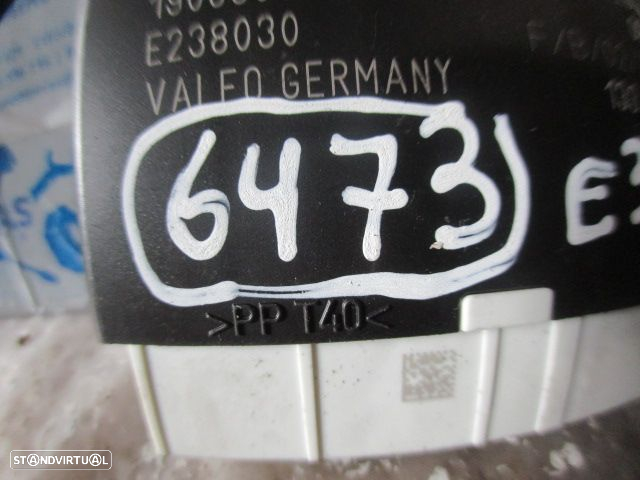 E238030
VALEO GERMANY
6473
>PP T40<
STANDVIRTUAL